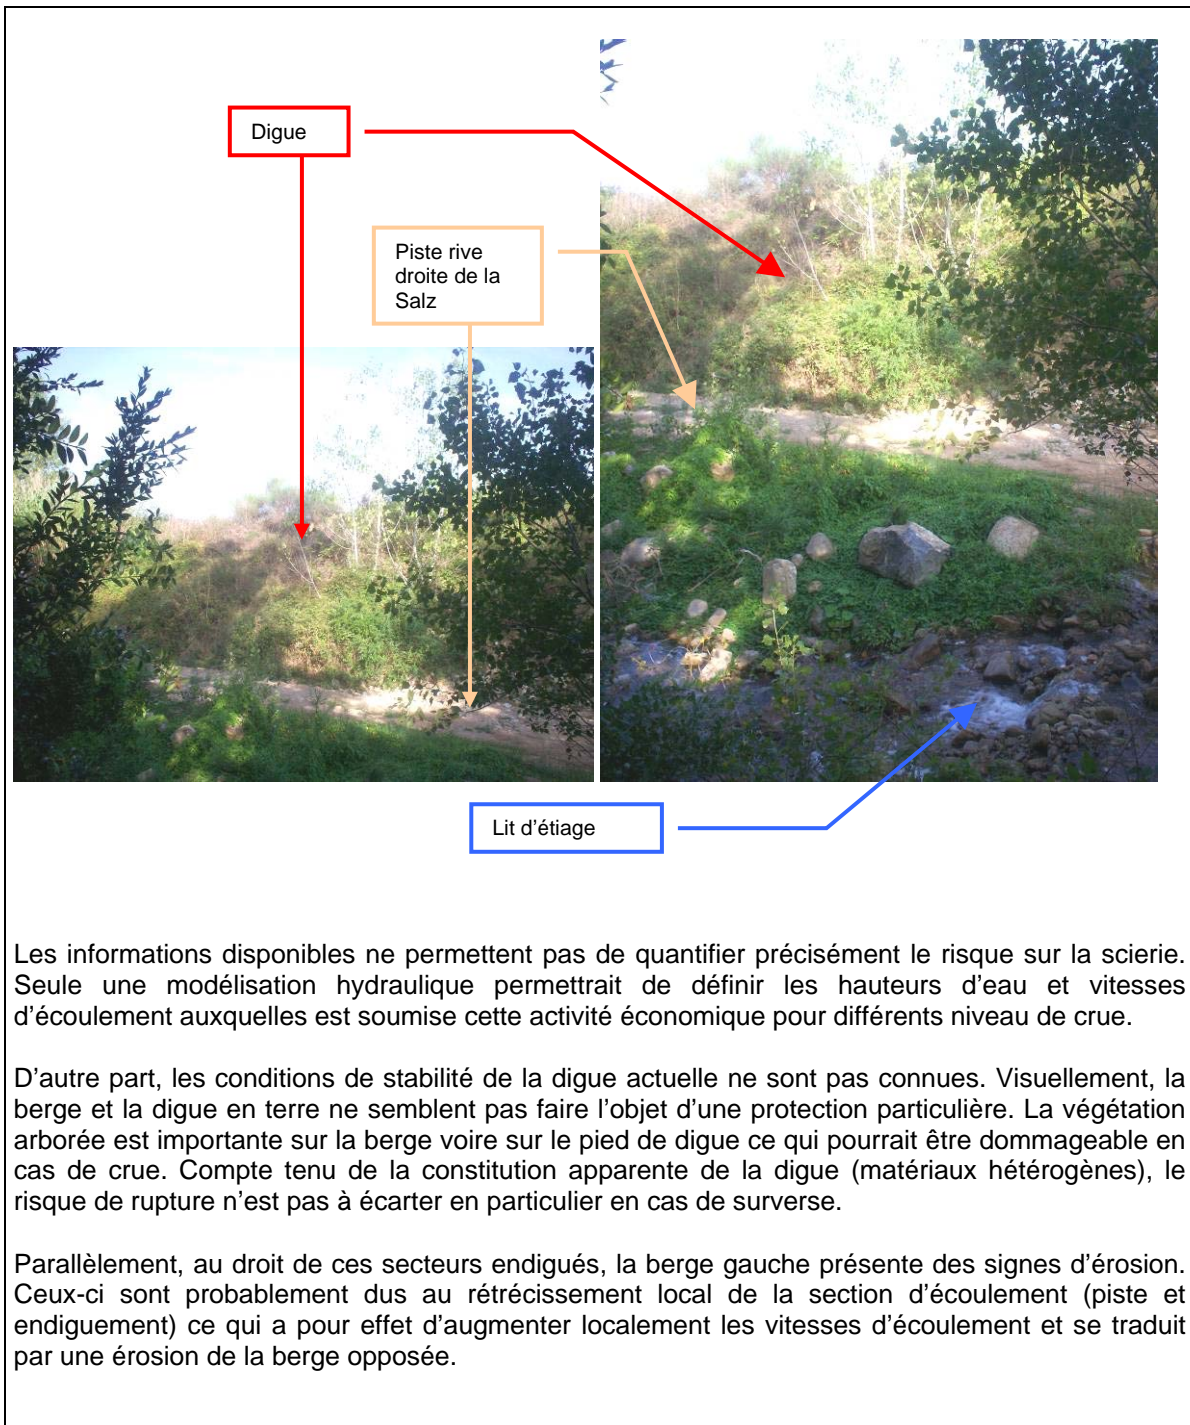 Digue
Piste rive
droite de la
Salz
Lit d’étiage
Les informations disponibles ne permettent pas de quantifier précisément le risque sur la scierie.
Seule une modélisation hydraulique permettrait de définir les hauteurs d’eau et vitesses
d’écoulement auxquelles est soumise cette activité économique pour différents niveau de crue.
D’autre part, les conditions de stabilité de la digue actuelle ne sont pas connues. Visuellement, la
berge et la digue en terre ne semblent pas faire l’objet d’une protection particulière. La végétation
arborée est importante sur la berge voire sur le pied de digue ce qui pourrait être dommageable en
cas de crue. Compte tenu de la constitution apparente de la digue (matériaux hétérogènes), le
risque de rupture n’est pas à écarter en particulier en cas de surverse.
Parallèlement, au droit de ces secteurs endigués, la berge gauche présente des signes d’érosion.
Ceux-ci sont probablement dus au rétrécissement local de la section d’écoulement (piste et
endiguement) ce qui a pour effet d’augmenter localement les vitesses d’écoulement et se traduit
par une érosion de la berge opposée.